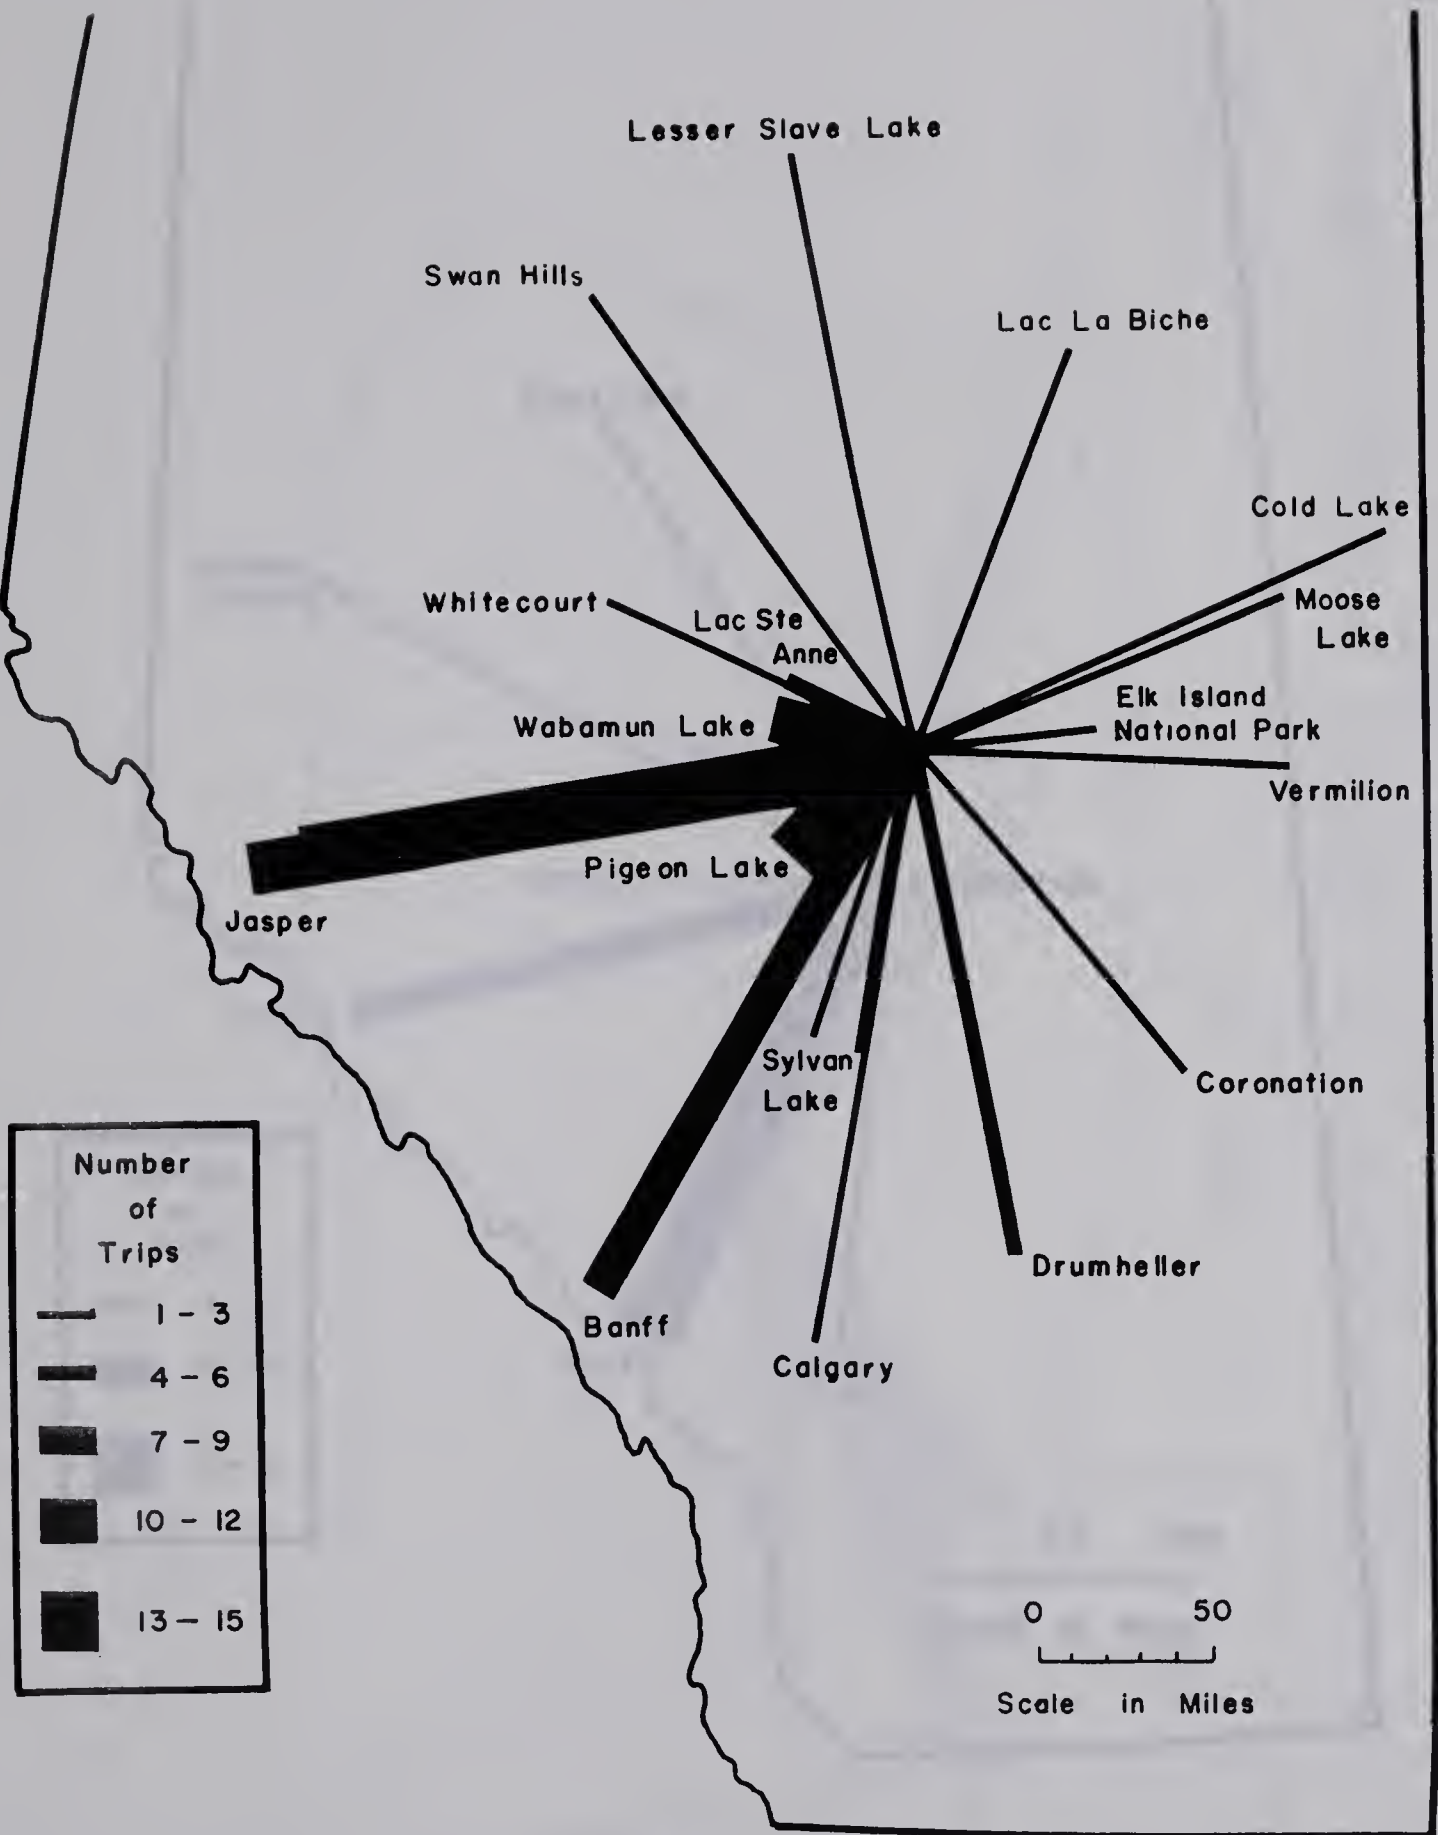 Lesser Slave Lake
Swan Hills
Lac La Biche
Cold Lake
Whitecourt
Lac Ste
Anne
Moose
Lake
Elk Island
National Park
Wabamun Lake
Vermilion
Pigeon Lake
Jasper
Sylvan
Lake
Coronation
Number
of
Trips
1 - 3
4 - 6
7 - 9
10 - 12
13 - 15
Drumheller
Banff
Calgary
0 50
Scale in Miles